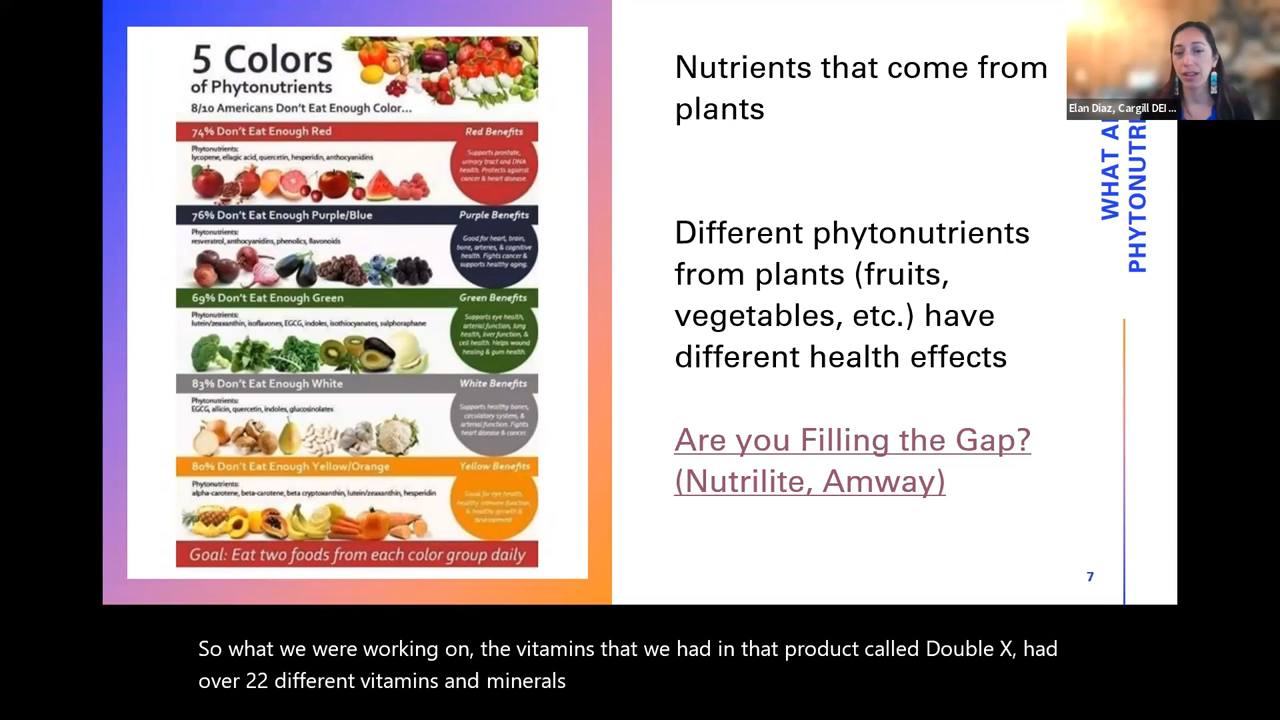 5 Colors
of Phytonutrients
8/10 Americans Don't Eat Enough Color...
74% Don't Eat Enough Red
Red Benefits
Phytonutrients:
lycopene, ellagic acid, quercetin, hesperidin, anthocyanidins
Supports prostate,
urinary tract and DNA
health. Protects against
cancer & heart disease.
76% Don't Eat Enough Purple/Blue
Purple Benefits
Phytonutrients:
resveratrol, anthocyanidins, phenolics, flavonoids
Good for heart, brain,
bone, arteries, & cognitive
health. Fights cancer &
supports healthy aging.
69% Don't Eat Enough Green
Green Benefits
Phytonutrients:
lutein/zeaxanthin, isoflavones, EGCG, indoles, isothiocyanates, sulphoraphane
Supports eye health,
arterial function, lung
health, liver function, &
cell health. Helps wound
healing & gum health.
83% Don't Eat Enough White
White Benefits
Phytonutrients:
EGCG, allicin, quercetin, indoles, glucosinolates
Supports healthy bones,
circulatory system, &
arterial function. Fights
heart disease & cancer.
80% Don't Eat Enough Yellow/Orange
Yellow Benefits
Phytonutrients:
alpha-carotene, beta-carotene, beta cryptoxanthin, lutein/zeaxanthin, hesperidin
Good for eye health,
healthy immune function,
& healthy growth &
development.
Goal: Eat two foods from each color group daily
Nutrients that come from
plants
Different phytonutrients
from plants (fruits,
vegetables, etc.) have
different health effects
Are you Filling the Gap?
(Nutrilite, Amway)
WHAT A
PHYTONUTRI
7
Elan Diaz, Cargill DEI ...
So what we were working on, the vitamins that we had in that product called Double X, had
over 22 different vitamins and minerals